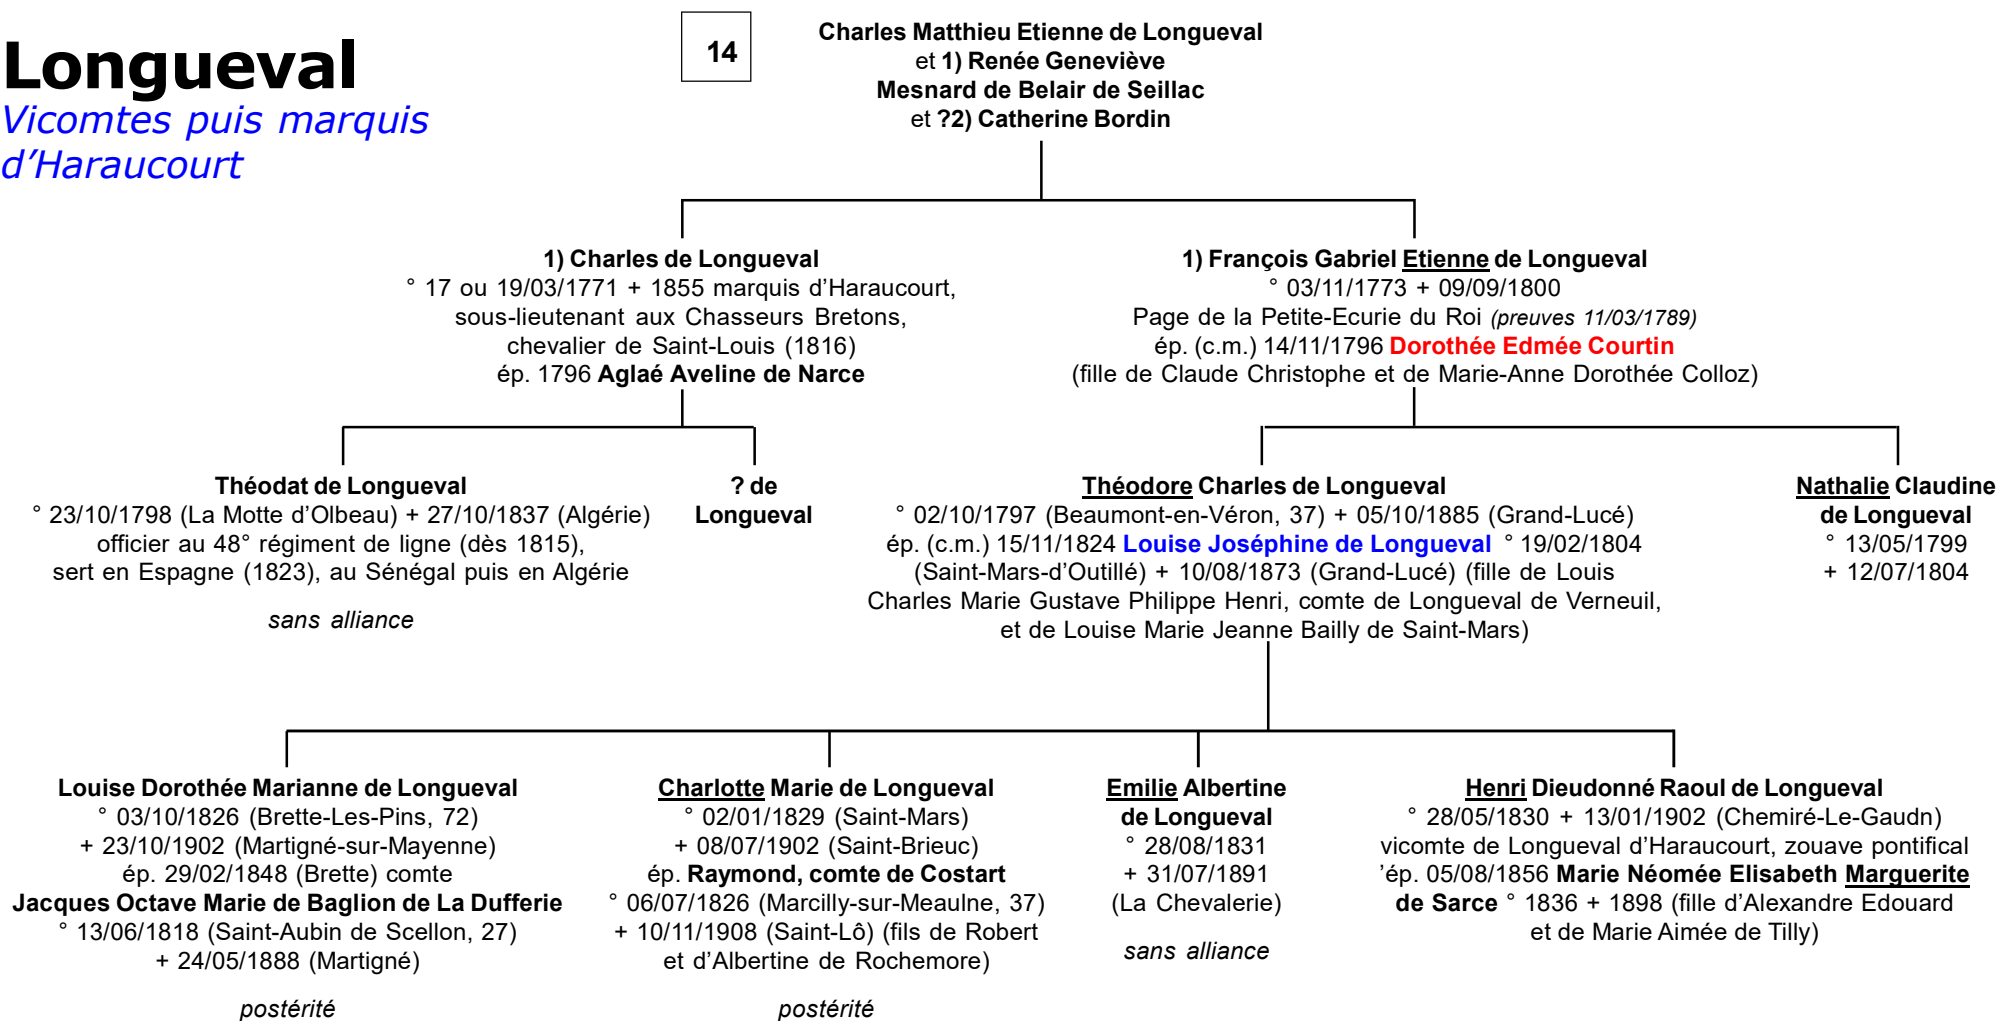 Longueval
Vicomtes puis marquis
d’Haraucourt
14
Charles Matthieu Etienne de Longueval
et 1) Renée Geneviève
Mesnard de Belair de Seillac
et ?2) Catherine Bordin
1) Charles de Longueval
° 17 ou 19/03/1771 + 1855 marquis d’Haraucourt,
sous-lieutenant aux Chasseurs Bretons,
chevalier de Saint-Louis (1816)
ép. 1796 Aglaé Aveline de Narce
1) François Gabriel Etienne de Longueval
° 03/11/1773 + 09/09/1800
Page de la Petite-Ecurie du Roi (preuves 11/03/1789)
ép. (c.m.) 14/11/1796 Dorothée Edmée Courtin
(fille de Claude Christophe et de Marie-Anne Dorothée Colloz)
Théodat de Longueval
° 23/10/1798 (La Motte d’Olbeau) + 27/10/1837 (Algérie)
officier au 48° régiment de ligne (dès 1815),
sert en Espagne (1823), au Sénégal puis en Algérie
sans alliance
? de
Longueval
Théodore Charles de Longueval
° 02/10/1797 (Beaumont-en-Véron, 37) + 05/10/1885 (Grand-Lucé)
ép. (c.m.) 15/11/1824 Louise Joséphine de Longueval ° 19/02/1804
(Saint-Mars-d’Outillé) + 10/08/1873 (Grand-Lucé) (fille de Louis
Charles Marie Gustave Philippe Henri, comte de Longueval de Verneuil,
et de Louise Marie Jeanne Bailly de Saint-Mars)
Nathalie Claudine
de Longueval
° 13/05/1799
+ 12/07/1804
Louise Dorothée Marianne de Longueval
° 03/10/1826 (Brette-Les-Pins, 72)
+ 23/10/1902 (Martigné-sur-Mayenne)
ép. 29/02/1848 (Brette) comte
Jacques Octave Marie de Baglion de La Dufferie
° 13/06/1818 (Saint-Aubin de Scellon, 27)
+ 24/05/1888 (Martigné)
postérité
Charlotte Marie de Longueval
° 02/01/1829 (Saint-Mars)
+ 08/07/1902 (Saint-Brieuc)
ép. Raymond, comte de Costart
° 06/07/1826 (Marcilly-sur-Meaulne, 37)
+ 10/11/1908 (Saint-Lô) (fils de Robert
et d’Albertine de Rochemore)
postérité
Emilie Albertine
de Longueval
° 28/08/1831
+ 31/07/1891
(La Chevalerie)
sans alliance
Henri Dieudonné Raoul de Longueval
° 28/05/1830 + 13/01/1902 (Chemiré-Le-Gaudn)
vicomte de Longueval d’Haraucourt, zouave pontifical
’ép. 05/08/1856 Marie Néomée Elisabeth Marguerite
de Sarce ° 1836 + 1898 (fille d’Alexandre Edouard
et de Marie Aimée de Tilly)